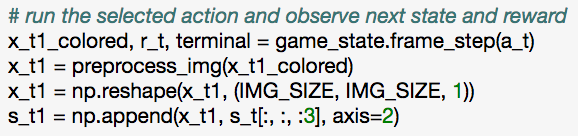 # run the selected action and observe next state and reward
x_t1_colored, r_t, terminal = game_state.frame_step(a_t)
x_t1 = preprocess_img(x_t1_colored)
x_t1 = np.reshape(x_t1, (IMG_SIZE, IMG_SIZE, 1))
s_t1 = np.append(x_t1, s_t[:, :, :3], axis=2)